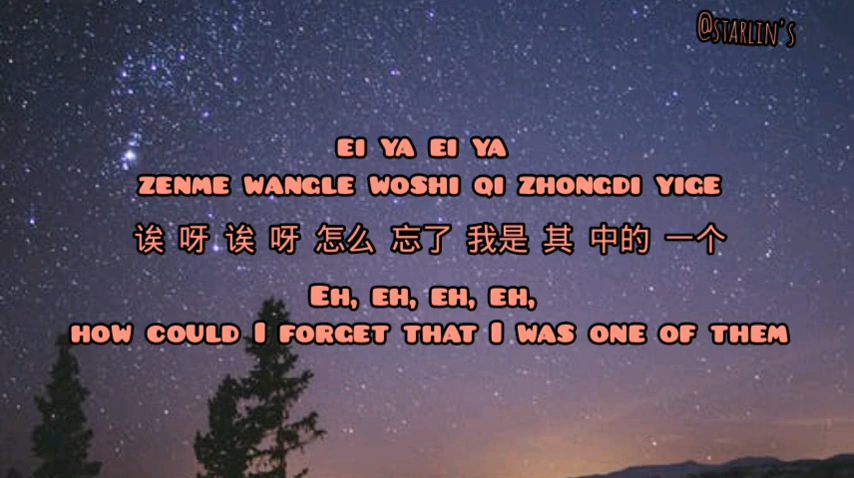 @STARLIN'S
EI YA EI YA
ZENME WANGLE WOSHI QI ZHONGDI YIGE
诶 呀 诶 呀 怎么 忘了 我是 其 中的 一个
EH, EH, EH, EH,
HOW COULD I FORGET THAT I WAS ONE OF THEM